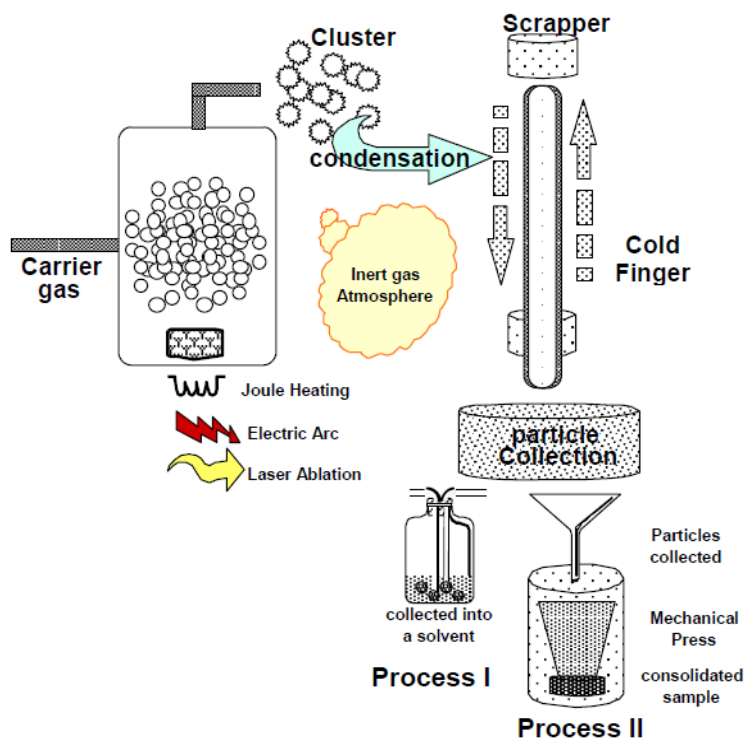 Cluster
Scrapper
condensation
Carrier
gas
Inert gas
Atmosphere
Cold
Finger
Joule Heating
Electric Arc
Laser Ablation
particle
Collection
collected into
a solvent
Process I
Particles
collected
Mechanical
Press
consolidated
sample
Process II